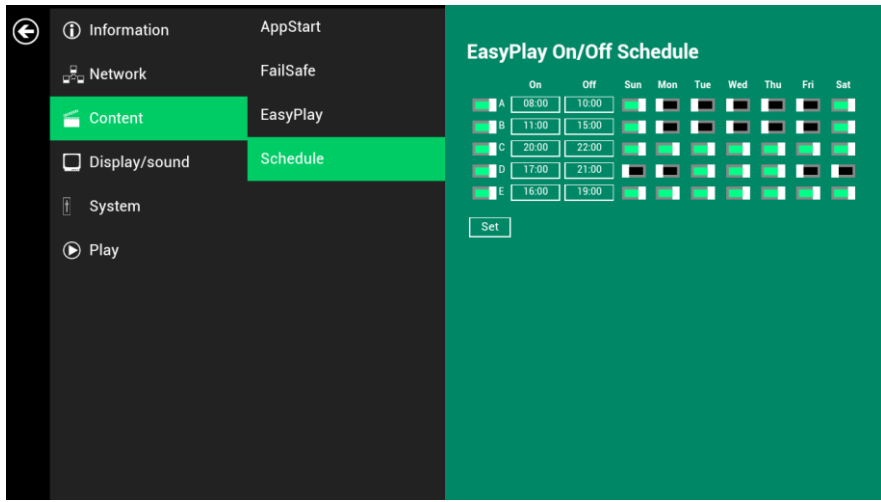 Information
Network
Content
Display/sound
System
Play
AppStart
FailSafe
EasyPlay
Schedule
EasyPlay On/Off Schedule
On Off Sun Mon Tue Wed Thu Fri Sat
A 08:00 10:00
B 11:00 15:00
C 20:00 22:00
D 17:00 21:00
E 16:00 19:00
Set